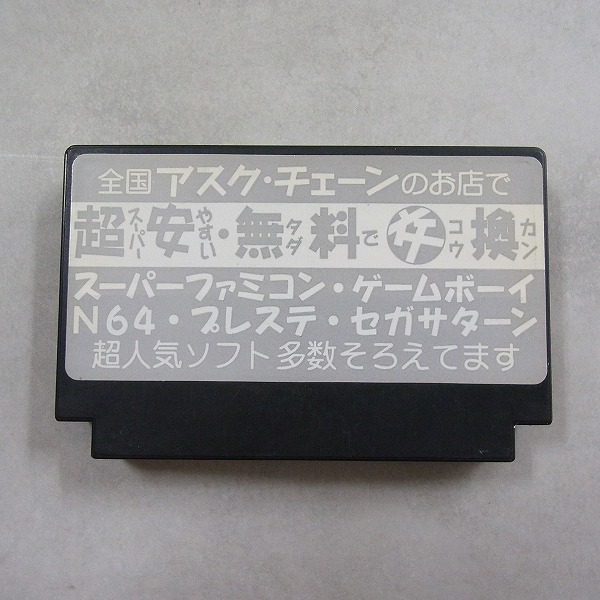 全国 アスク・チェーンのお店で
超スーパー安やすい・無タダ料で交コウ換カン
スーパーファミコン・ゲームボーイ
N64・プレステ・セガサターン
超人気ソフト多数そろえてます